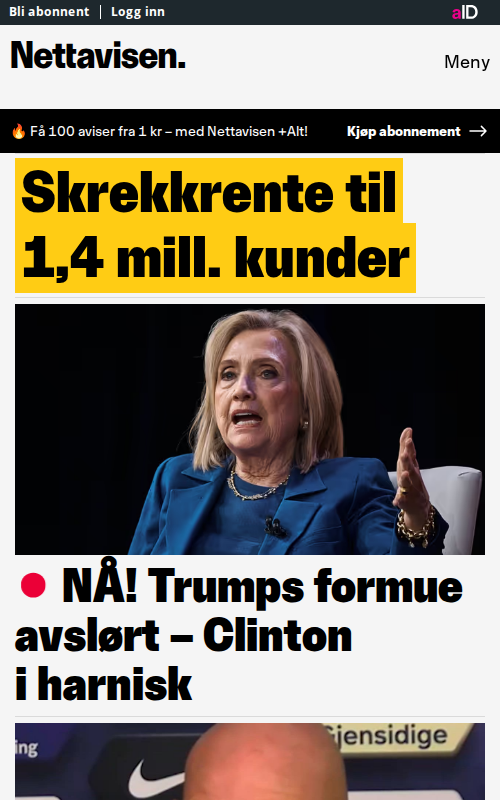 Bli abonnent | Logg inn
aID
Nettavisen.
Meny
🔥 Få 100 aviser fra 1 kr – med Nettavisen +Alt!
Kjøp abonnement →
Skrekkrente til
1,4 mill. kunder
NÅ! Trumps formue
avslørt – Clinton
i harnisk
ing
Gjensidige